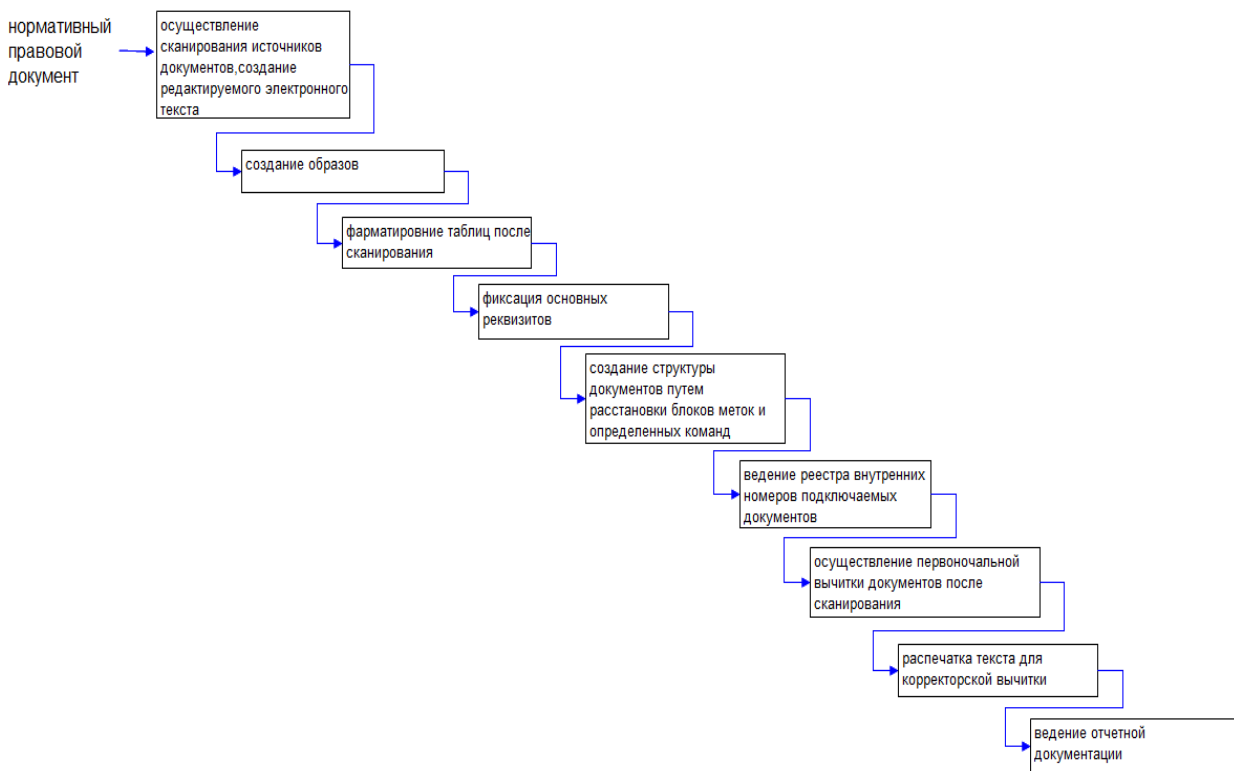 нормативный
правовой
документ
осуществление
сканирования источников
документов,создание
редактируемого электронного
текста
создание образов
фарматировние таблиц после
сканирования
фиксация основных
реквизитов
создание структуры
документов путем
расстановки блоков меток и
определенных команд
ведение реестра внутренних
номеров подключаемых
документов
осуществление первоночальной
вычитки документов после
сканирования
распечатка текста для
корректорской вычитки
ведение отчетной
документации